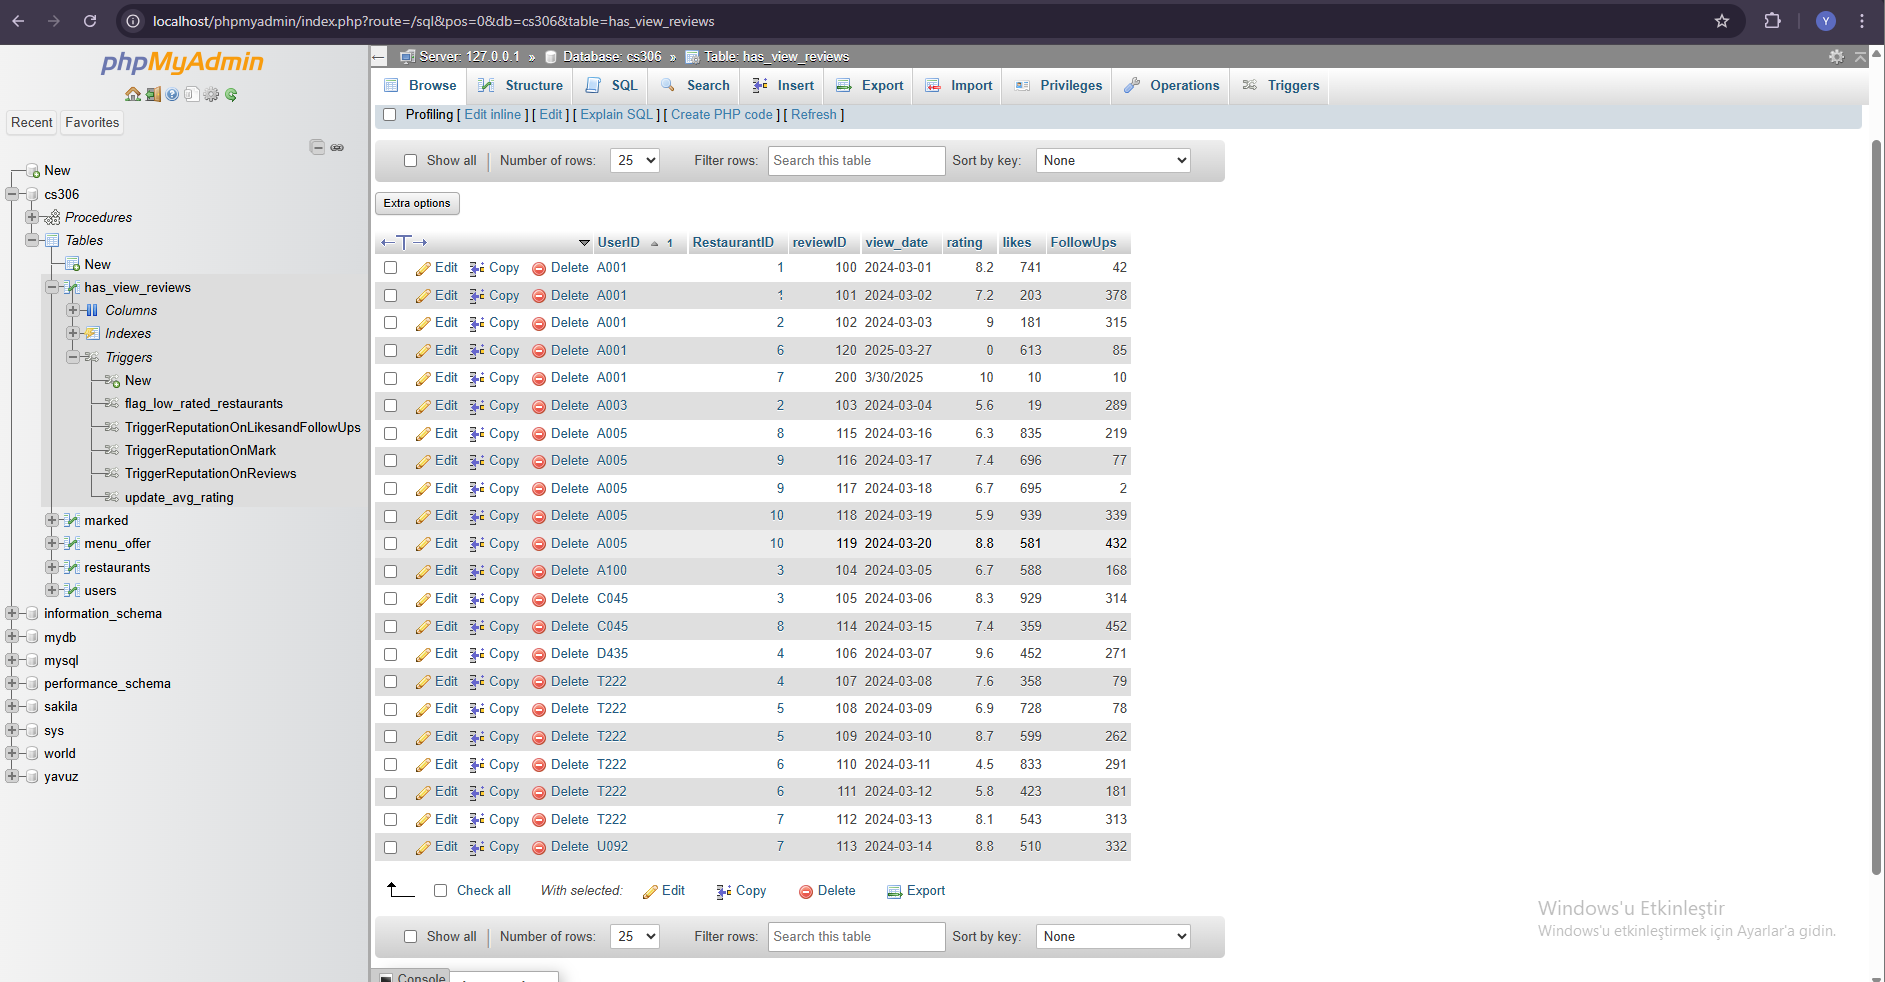 localhost/phpmyadmin/index.php?route=/sql&pos=0&db=cs306&table=has_view_reviews
Y
phpMyAdmin
Recent Favorites
New
cs306
Procedures
Tables
New
has_view_reviews
Columns
Indexes
Triggers
New
flag_low_rated_restaurants
TriggerReputationOnLikesandFollowUps
TriggerReputationOnMark
TriggerReputationOnReviews
update_avg_rating
marked
menu_offer
restaurants
users
information_schema
mydb
mysql
performance_schema
sakila
sys
world
yavuz
Server: 127.0.0.1 » Database: cs306 » Table: has_view_reviews
Browse Structure SQL Search Insert Export Import Privileges Operations Triggers
Profiling [ Edit inline ] [ Edit ] [ Explain SQL ] [ Create PHP code ] [ Refresh ]
Show all Number of rows: 25 Filter rows: Search this table Sort by key: None
Extra options
UserID 1 RestaurantID reviewID view_date rating likes FollowUps
Edit Copy Delete A001 1 100 2024-03-01 8.2 741 42
Edit Copy Delete A001 1 101 2024-03-02 7.2 203 378
Edit Copy Delete A001 2 102 2024-03-03 9 181 315
Edit Copy Delete A001 6 120 2025-03-27 0 613 85
Edit Copy Delete A001 7 200 3/30/2025 10 10 10
Edit Copy Delete A003 2 103 2024-03-04 5.6 19 289
Edit Copy Delete A005 8 115 2024-03-16 6.3 835 219
Edit Copy Delete A005 9 116 2024-03-17 7.4 696 77
Edit Copy Delete A005 9 117 2024-03-18 6.7 695 2
Edit Copy Delete A005 10 118 2024-03-19 5.9 939 339
Edit Copy Delete A005 10 119 2024-03-20 8.8 581 432
Edit Copy Delete A100 3 104 2024-03-05 6.7 588 168
Edit Copy Delete C045 3 105 2024-03-06 8.3 929 314
Edit Copy Delete C045 8 114 2024-03-15 7.4 359 452
Edit Copy Delete D435 4 106 2024-03-07 9.6 452 271
Edit Copy Delete T222 4 107 2024-03-08 7.6 358 79
Edit Copy Delete T222 5 108 2024-03-09 6.9 728 78
Edit Copy Delete T222 5 109 2024-03-10 8.7 599 262
Edit Copy Delete T222 6 110 2024-03-11 4.5 833 291
Edit Copy Delete T222 6 111 2024-03-12 5.8 423 181
Edit Copy Delete T222 7 112 2024-03-13 8.1 543 313
Edit Copy Delete U092 7 113 2024-03-14 8.8 510 332
Check all With selected: Edit Copy Delete Export
Show all Number of rows: 25 Filter rows: Search this table Sort by key: None
Console
Windows'u Etkinleştir
Windows'u etkinleştirmek için Ayarlar'a gidin.